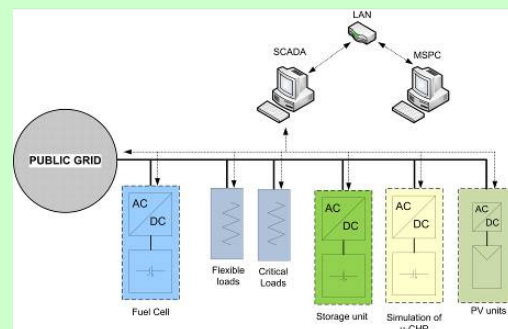 LAN
SCADA
MSPC
PUBLIC GRID
AC
DC
AC
DC
AC
DC
AC
DC
Fuel Cell
Flexible
loads
Critical
Loads
Storage unit
Simulation of
µ-CHP
PV units